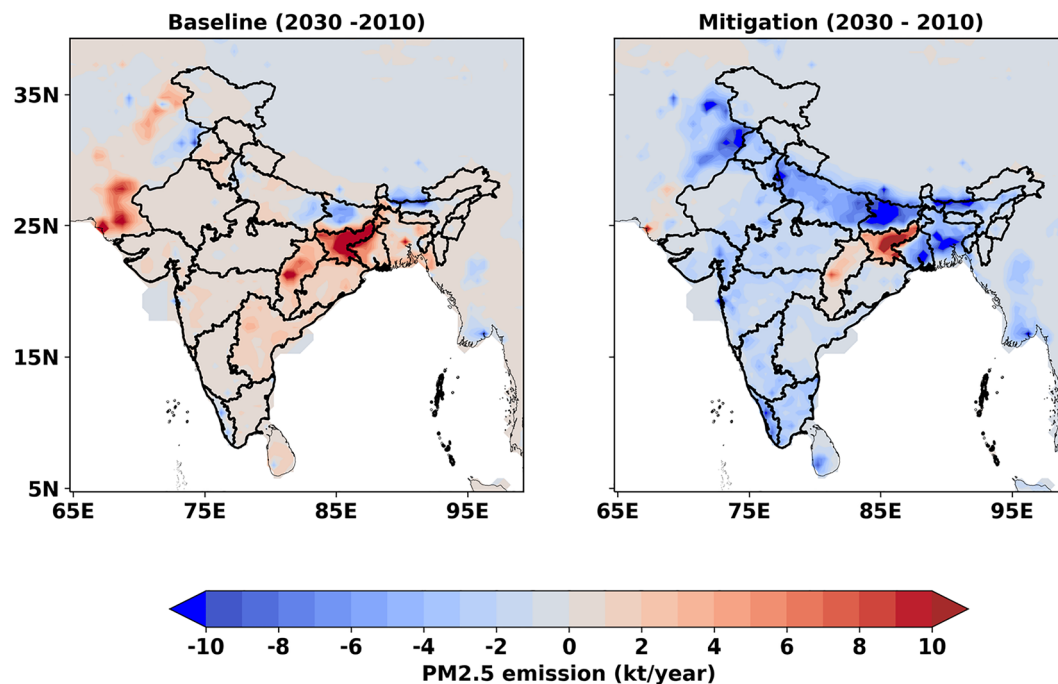 Baseline (2030 -2010)
Mitigation (2030 - 2010)
35N
25N
15N
5N
65E 75E 85E 95E
65E 75E 85E 95E
-10 -8 -6 -4 -2 0 2 4 6 8 10
PM2.5 emission (kt/year)